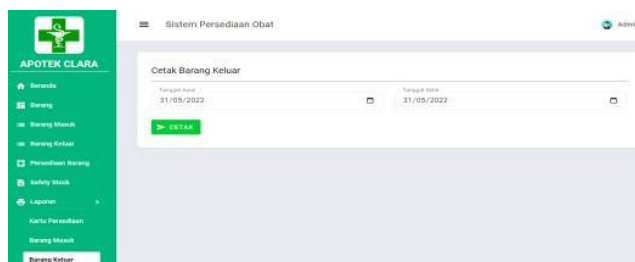 Sistem Persediaan Obat
Admin
APOTEK CLARA
Beranda
Barang
Barang Masuk
Barang Keluar
Persediaan Barang
Safety Stock
Laporan
Kartu Persediaan
Barang Masuk
Barang Keluar
Cetak Barang Keluar
Tanggal Awal
31/05/2022
Tanggal
31/05/2022
CETAK